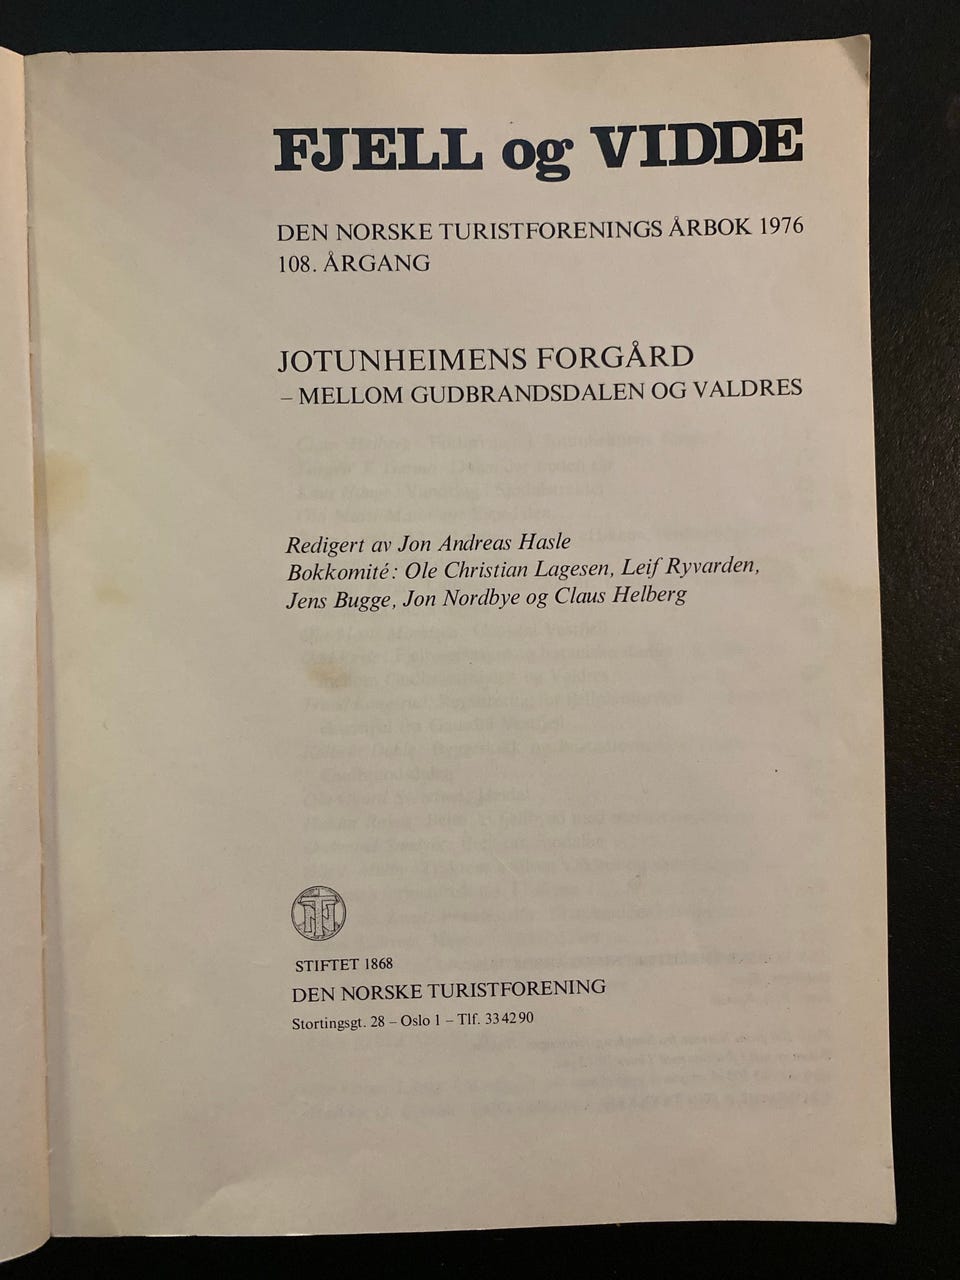 FJELL og VIDDE
DEN NORSKE TURISTFORENINGS ÅRBOK 1976
108. ÅRGANG
JOTUNHEIMENS FORGÅRD
– MELLOM GUDBRANDSDALEN OG VALDRES
Redigert av Jon Andreas Hasle
Bokkomité: Ole Christian Lagesen, Leif Ryvarden,
Jens Bugge, Jon Nordbye og Claus Helberg
STIFTET 1868
DEN NORSKE TURISTFORENING
Stortingsgt. 28 – Oslo 1 – Tlf. 33 42 90